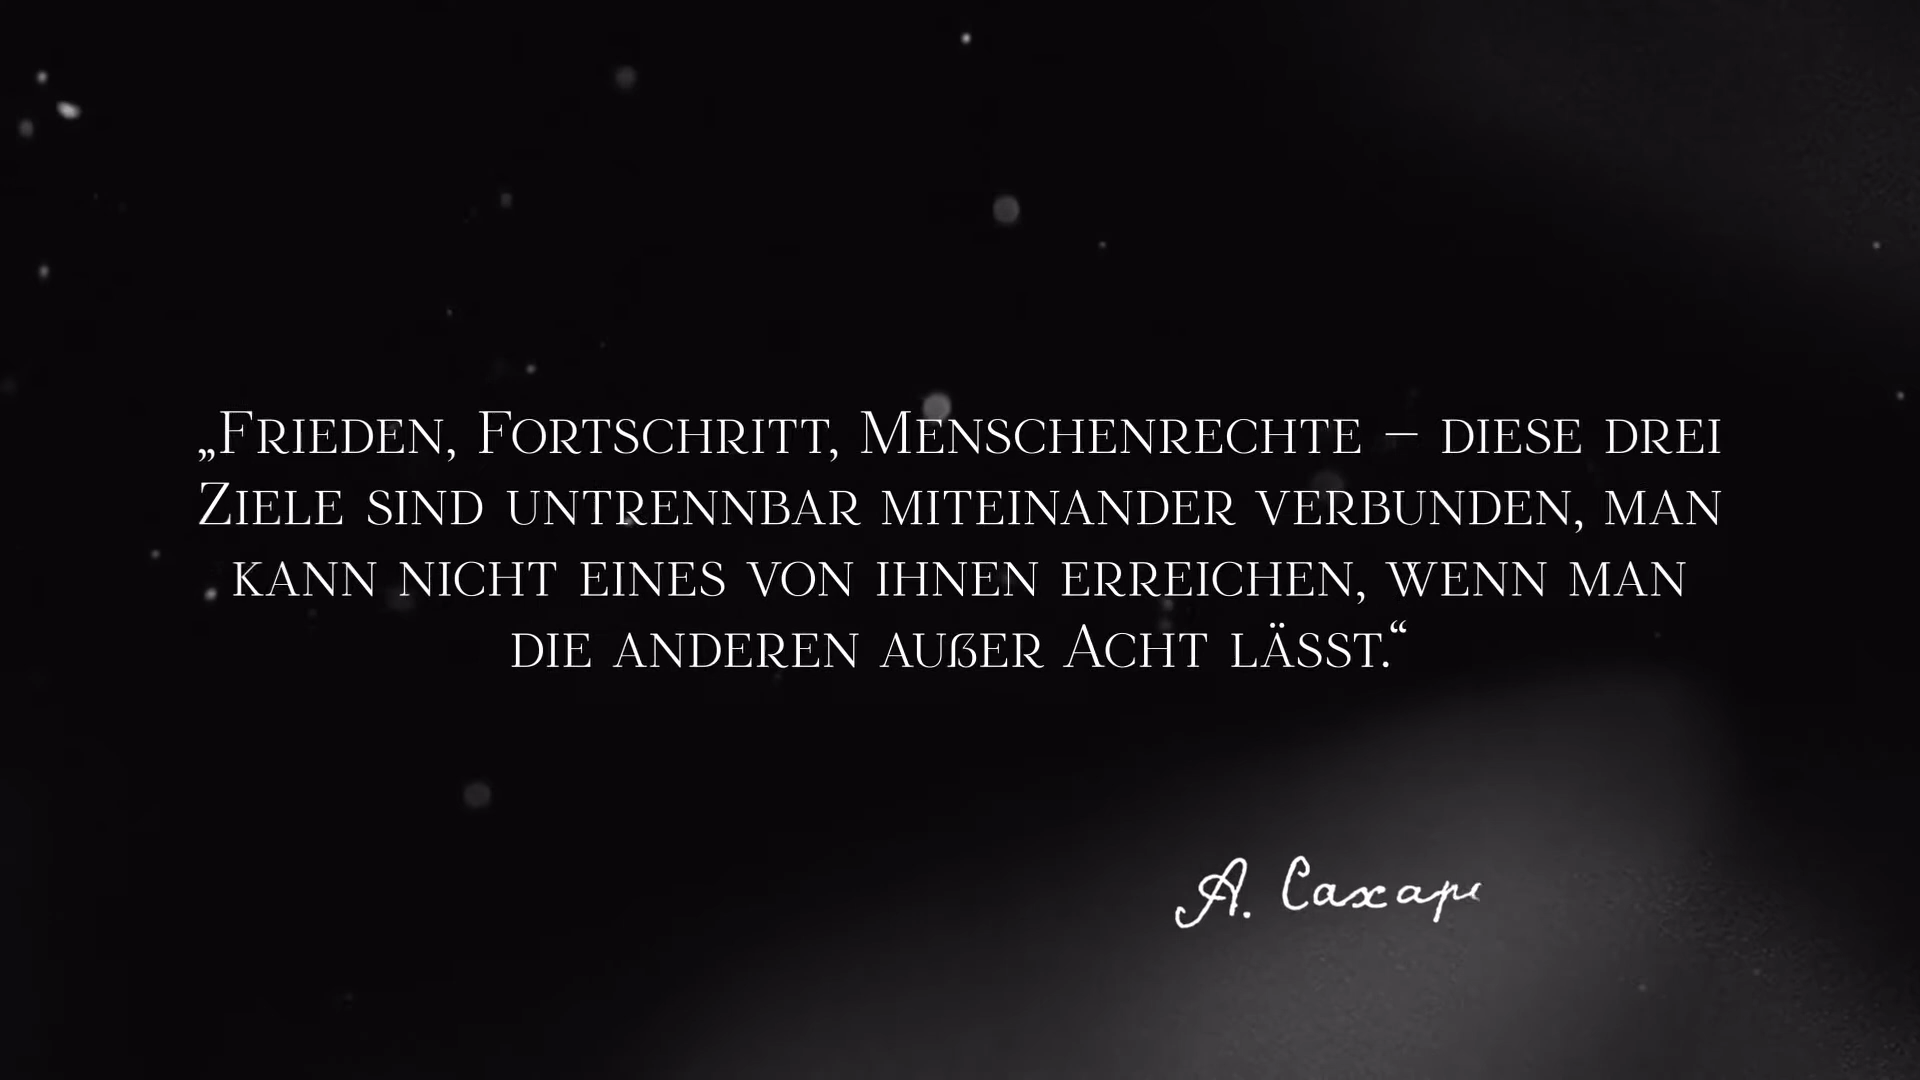 „Frieden, Fortschritt, Menschenrechte – diese drei
Ziele sind untrennbar miteinander verbunden, man
kann nicht eines von ihnen erreichen, wenn man
die anderen außer Acht lässt.“
А. Сахар